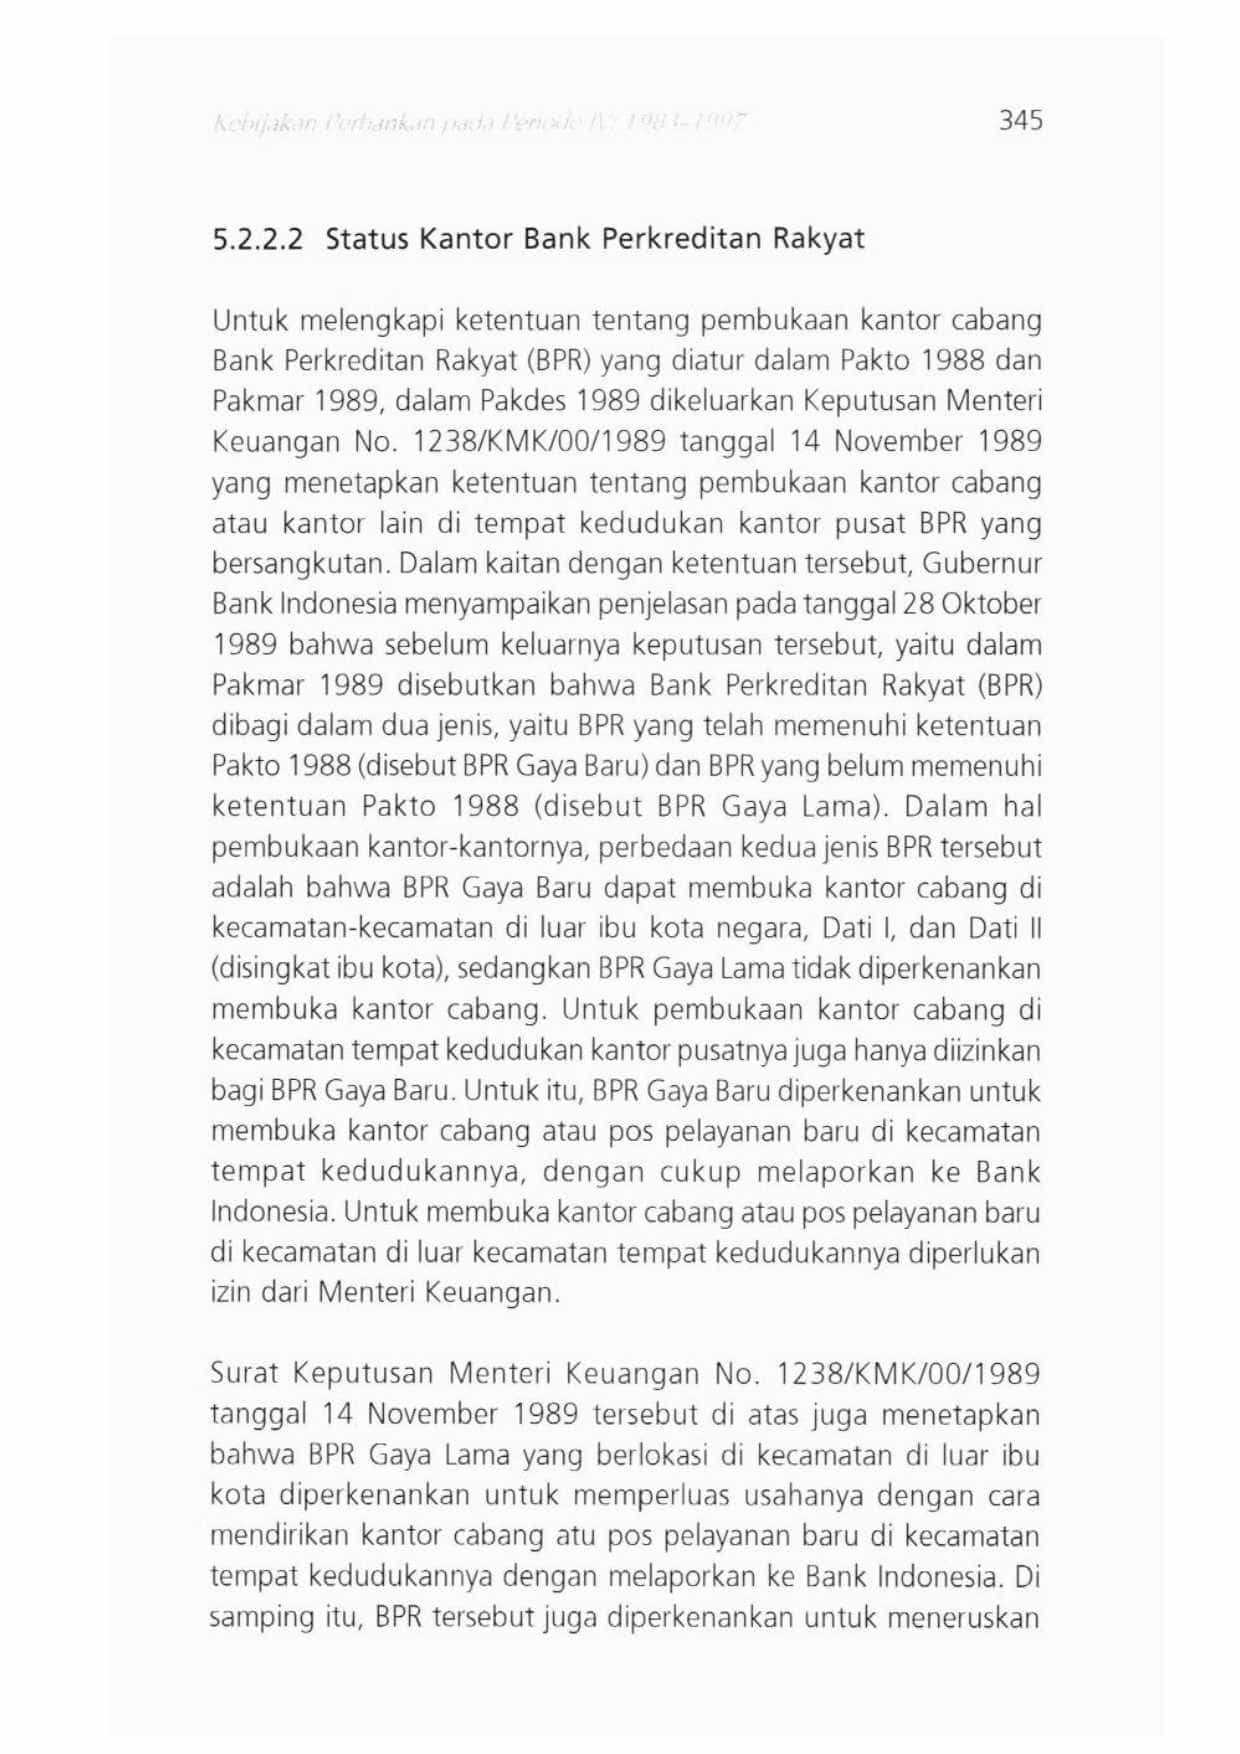 Kebijakan Perbankan pada Periode IV: 1983–1997 345
5.2.2.2 Status Kantor Bank Perkreditan Rakyat
Untuk melengkapi ketentuan tentang pembukaan kantor cabang
Bank Perkreditan Rakyat (BPR) yang diatur dalam Pakto 1988 dan
Pakmar 1989, dalam Pakdes 1989 dikeluarkan Keputusan Menteri
Keuangan No. 1238/KMK/00/1989 tanggal 14 November 1989
yang menetapkan ketentuan tentang pembukaan kantor cabang
atau kantor lain di tempat kedudukan kantor pusat BPR yang
bersangkutan. Dalam kaitan dengan ketentuan tersebut, Gubernur
Bank Indonesia menyampaikan penjelasan pada tanggal 28 Oktober
1989 bahwa sebelum keluarnya keputusan tersebut, yaitu dalam
Pakmar 1989 disebutkan bahwa Bank Perkreditan Rakyat (BPR)
dibagi dalam dua jenis, yaitu BPR yang telah memenuhi ketentuan
Pakto 1988 (disebut BPR Gaya Baru) dan BPR yang belum memenuhi
ketentuan Pakto 1988 (disebut BPR Gaya Lama). Dalam hal
pembukaan kantor-kantornya, perbedaan kedua jenis BPR tersebut
adalah bahwa BPR Gaya Baru dapat membuka kantor cabang di
kecamatan-kecamatan di luar ibu kota negara, Dati I, dan Dati II
(disingkat ibu kota), sedangkan BPR Gaya Lama tidak diperkenankan
membuka kantor cabang. Untuk pembukaan kantor cabang di
kecamatan tempat kedudukan kantor pusatnya juga hanya diizinkan
bagi BPR Gaya Baru. Untuk itu, BPR Gaya Baru diperkenankan untuk
membuka kantor cabang atau pos pelayanan baru di kecamatan
tempat kedudukannya, dengan cukup melaporkan ke Bank
Indonesia. Untuk membuka kantor cabang atau pos pelayanan baru
di kecamatan di luar kecamatan tempat kedudukannya diperlukan
izin dari Menteri Keuangan.
Surat Keputusan Menteri Keuangan No. 1238/KMK/00/1989
tanggal 14 November 1989 tersebut di atas juga menetapkan
bahwa BPR Gaya Lama yang berlokasi di kecamatan di luar ibu
kota diperkenankan untuk memperluas usahanya dengan cara
mendirikan kantor cabang atu pos pelayanan baru di kecamatan
tempat kedudukannya dengan melaporkan ke Bank Indonesia. Di
samping itu, BPR tersebut juga diperkenankan untuk meneruskan